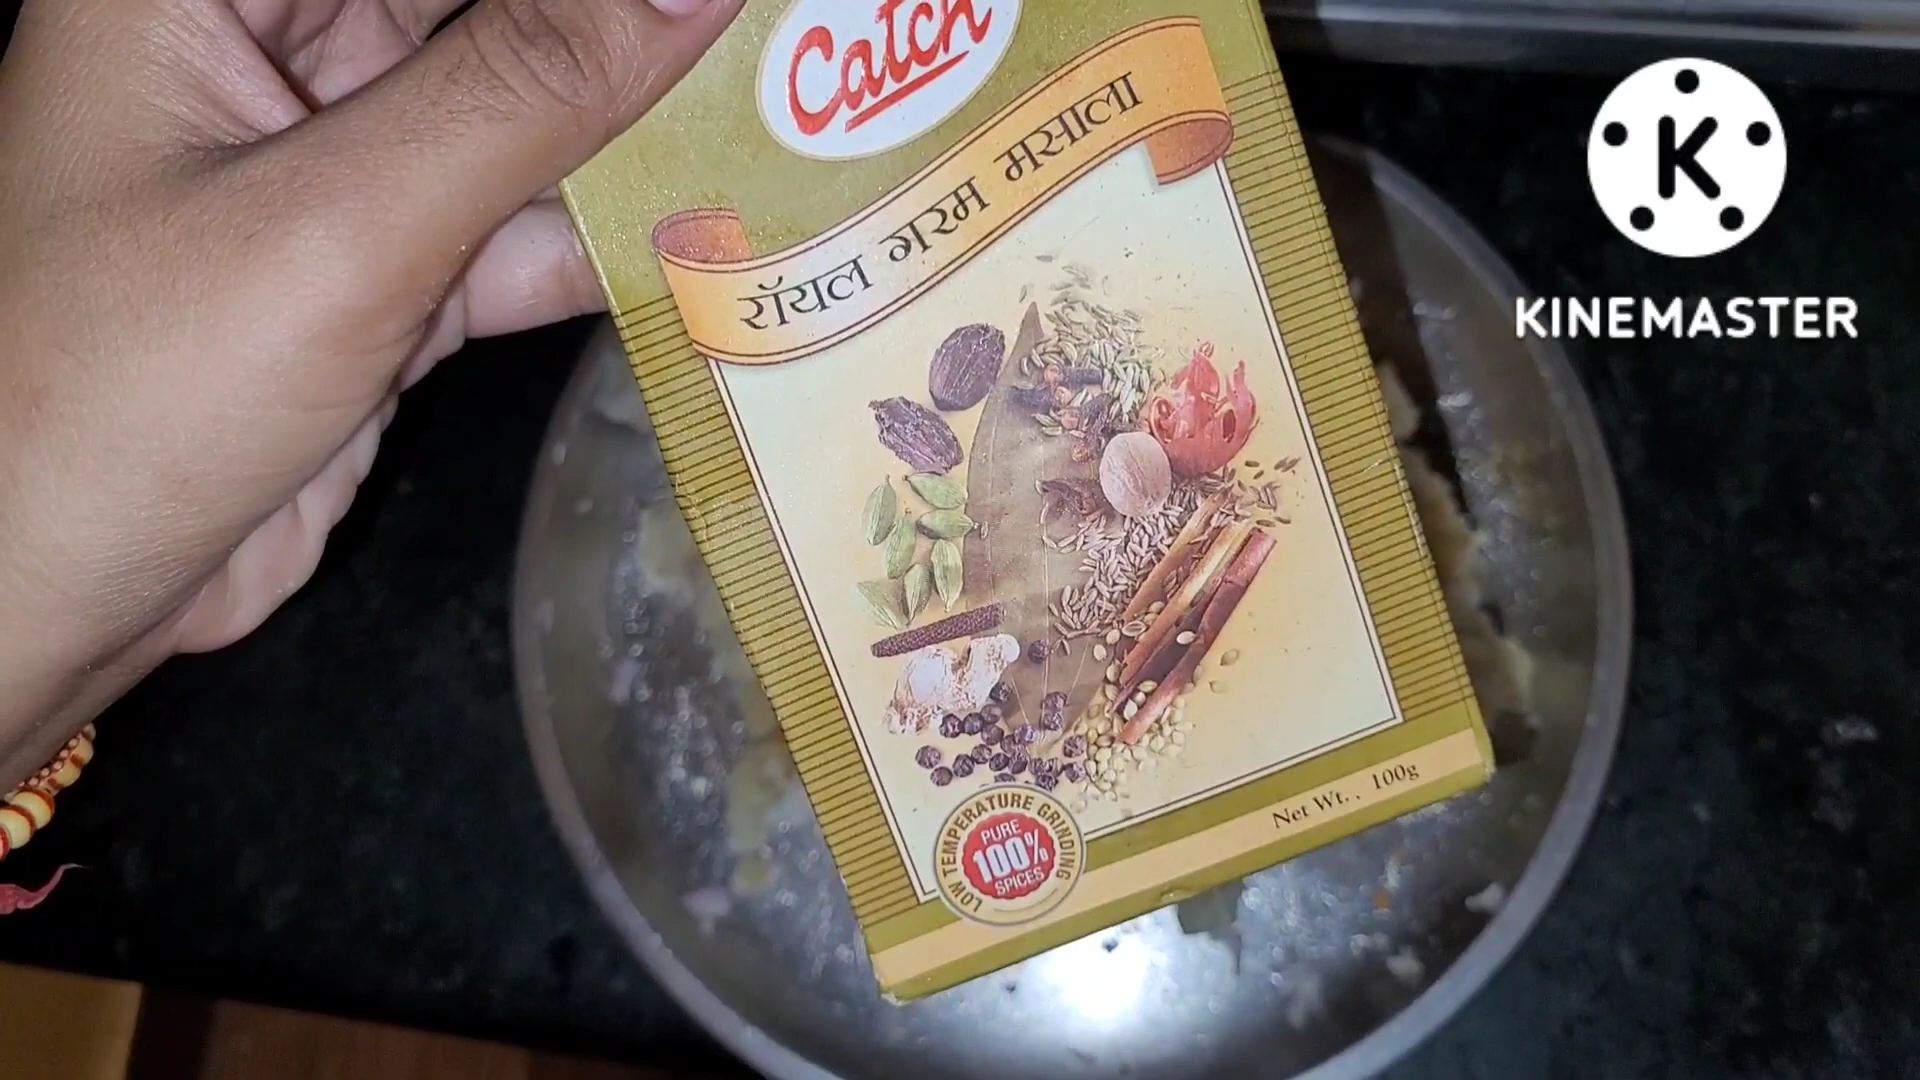 Catch
रॉयल गरम मसाला
K
KINEMASTER
LOW TEMPERATURE GRINDING
PURE
100%
SPICES
Net Wt.. 100g